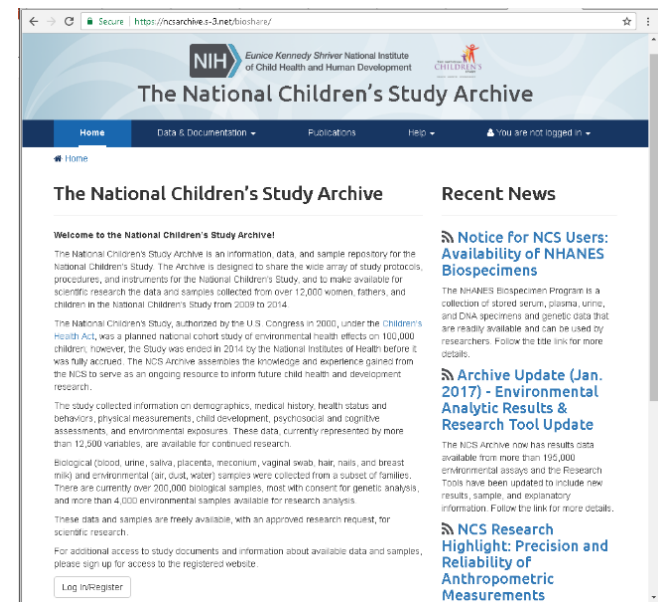 Secure | https://ncsarchive.s-3.net/bioshare/
NIH
Eunice Kennedy Shriver National Institute
of Child Health and Human Development
CHILDREN'S
The National Children's Study Archive
Home
Data & Documentation
Publications
Help
You are not logged in
Home
The National Children's Study Archive
Welcome to the National Children's Study Archive!
The National Children's Study Archive is an information, data, and sample repository for the
National Children's Study. The Archive is designed to share the wide array of study protocols,
procedures, and instruments for the National Children's Study, and to make available for
scientific research the data and samples collected from over 12,000 women, fathers, and
children in the National Children's Study from 2009 to 2014.
The National Children's Study, authorized by the U.S. Congress in 2000, under the Children's
Health Act, was a planned national cohort study of environmental health effects on 100,000
children; however, the Study was ended in 2014 by the National Institutes of Health before it
was fully accrued. The NCS Archive assembles the knowledge and experience gained from
the NCS to serve as an ongoing resource to inform future child health and development
research.
The study collected information on demographics, medical history, health status and
behaviors, physical measurements, child development, psychosocial and cognitive
assessments, and environmental exposures. These data, currently represented by more
than 12,500 variables, are available for continued research.
Biological (blood, urine, saliva, placenta, meconium, vaginal swab, hair, nails, and breast
milk) and environmental (air, dust, water) samples were collected from a subset of families.
There are currently over 200,000 biological samples, most with consent for genetic analysis,
and more than 4,000 environmental samples available for research analysis.
These data and samples are freely available, with an approved research request, for
scientific research.
For additional access to study documents and information about available data and samples,
please sign up for access to the registered website.
Log In/Register
Recent News
Notice for NCS Users:
Availability of NHANES
Biospecimens
The NHANES Biospecimen Program is a
collection of stored serum, plasma, urine,
and DNA specimens and genetic data that
are readily available and can be used by
researchers. Follow the title link for more
details.
Archive Update (Jan.
2017) - Environmental
Analytic Results &
Research Tool Update
The NCS Archive now has results data
available from more than 195,000
environmental assays and the Research
Tools have been updated to include new
results, sample, and explanatory
information. Follow the link for more details.
NCS Research
Highlight: Precision and
Reliability of
Anthropometric
Measurements